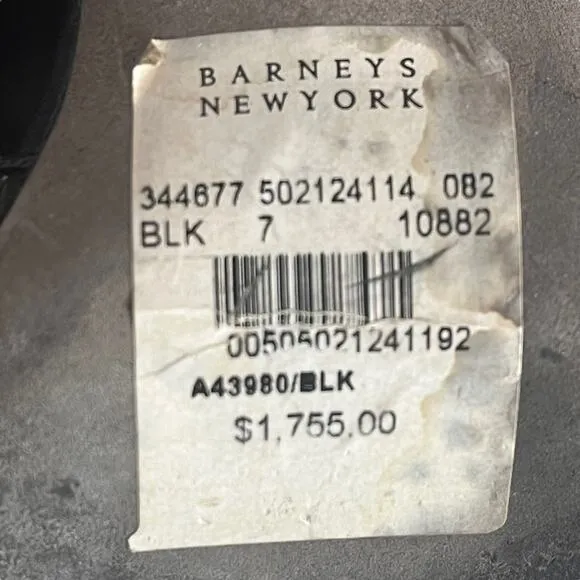 BARNEYS
NEWYORK
344677 502124114 082
BLK 7 10882
00505021241192
A43980/BLK
$1,755.00